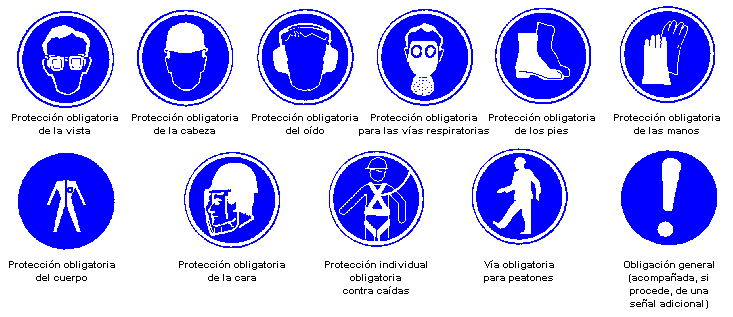 Protección obligatoria
de la vista
Protección obligatoria
de la cabeza
Protección obligatoria
del oído
Protección obligatoria
para las vías respiratorias
Protección obligatoria
de los pies
Protección obligatoria
de las manos
Protección obligatoria
del cuerpo
Protección obligatoria
de la cara
Protección individual
obligatoria
contra caídas
Vía obligatoria
para peatones
Obligación general
(acompañada, si
procede, de una
señal adicional)